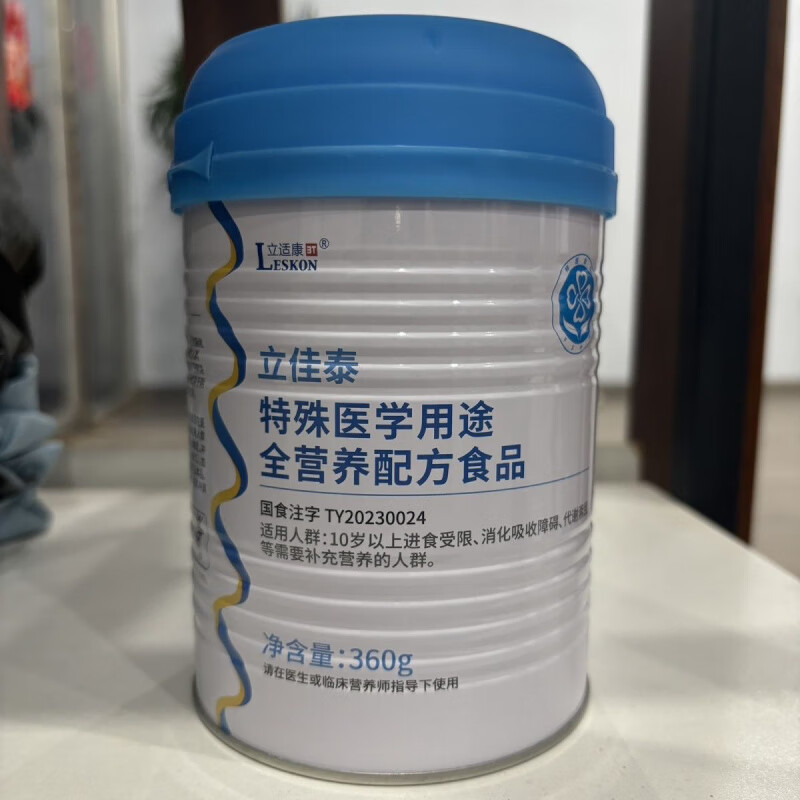 立适康®
LESKON
立佳泰
特殊医学用途
全营养配方食品
国食注字 TY20230024
适用人群:10岁以上进食受限、消化吸收障碍、代谢
等需要补充营养的人群。
净含量:360g
请在医生或临床营养师指导下使用